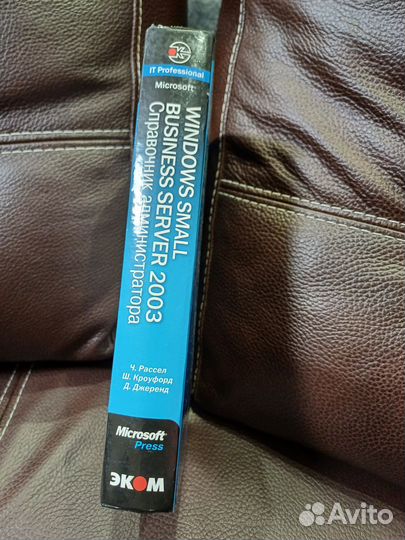 K
IT Professional
Microsoft
WINDOWS SMALL
BUSINESS SERVER 2003
Справочник администратора
Ч. Рассел
Ш. Кроуфорд
Д. Джеренд
Microsoft
Press
ЭКОМ
Avito